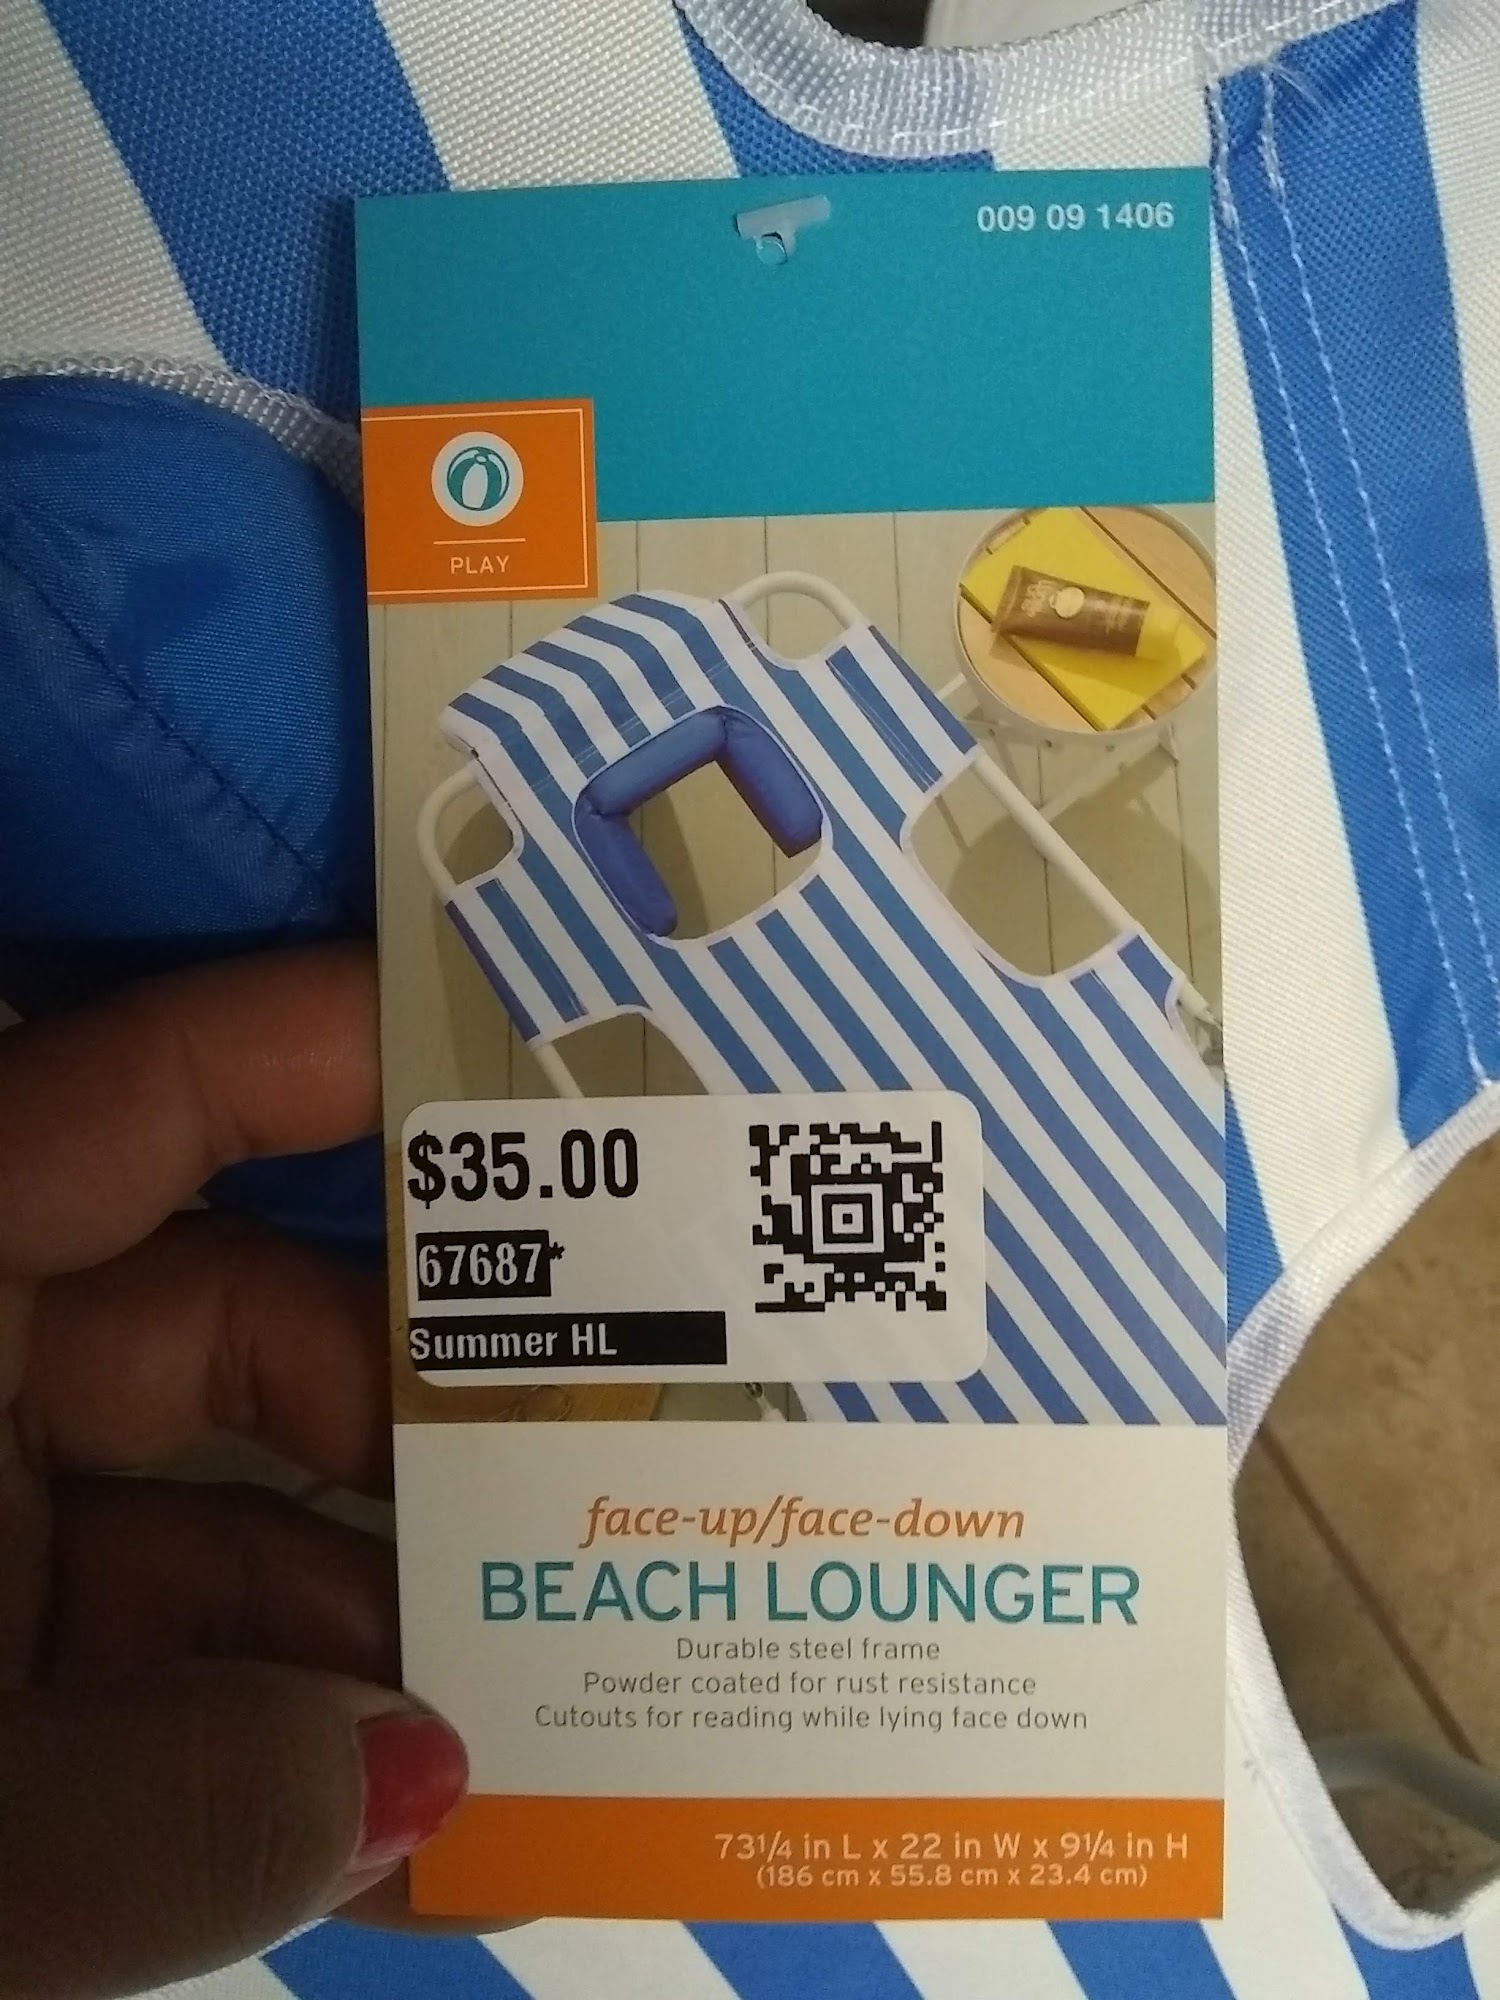 009 09 1406
PLAY
$35.00
67687*
Summer HL
face-up/face-down
BEACH LOUNGER
Durable steel frame
Powder coated for rust resistance
Cutouts for reading while lying face down
73¼ in L x 22 in W x 9¼ in H
(186 cm x 55.8 cm x 23.4 cm)